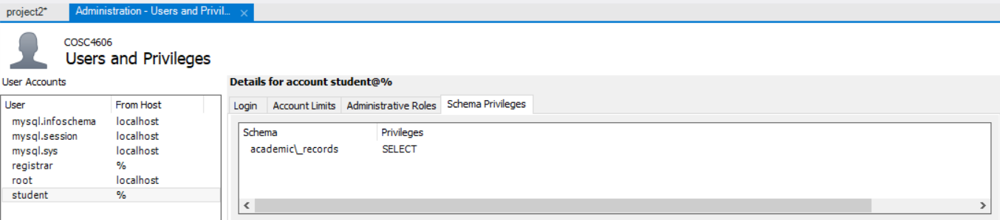 project2*
Administration - Users and Privil...
COSC4606
Users and Privileges
User Accounts
User From Host
mysql.infoschema localhost
mysql.session localhost
mysql.sys localhost
registrar %
root localhost
student %
Details for account student@%
Login Account Limits Administrative Roles Schema Privileges
Schema Privileges
academic\_records SELECT